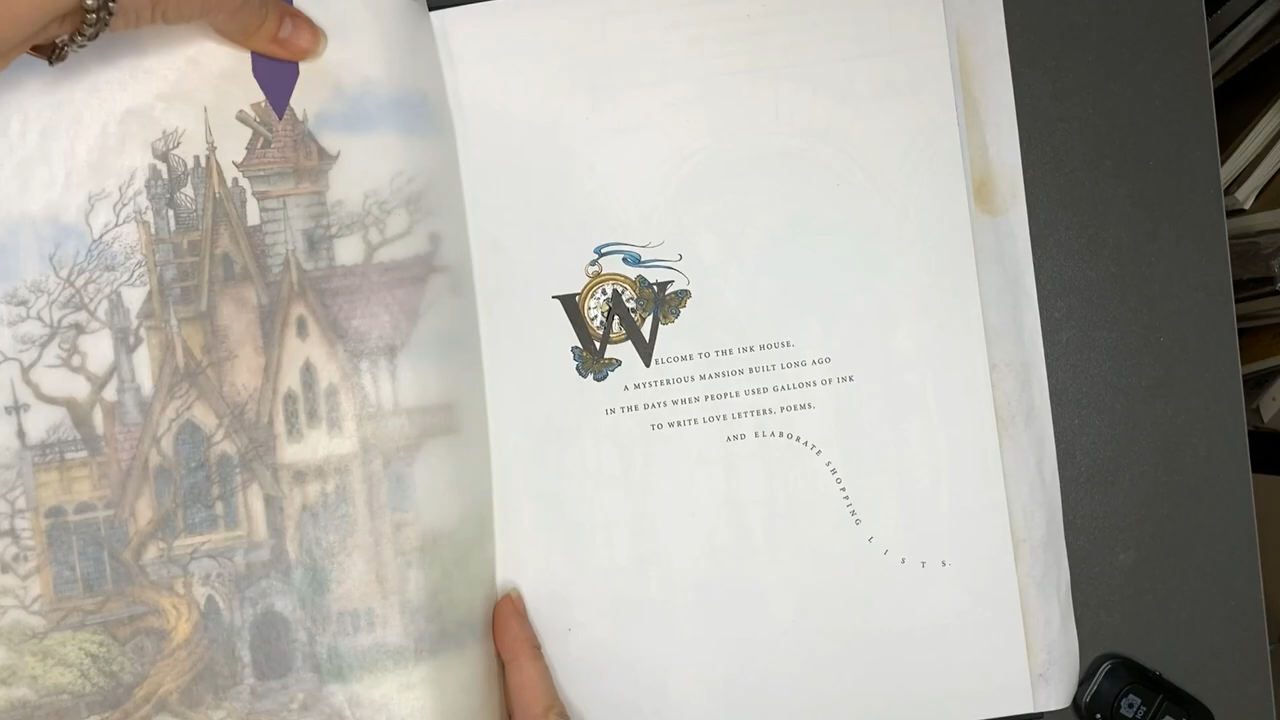 WELCOME TO THE INK HOUSE,
A MYSTERIOUS MANSION BUILT LONG AGO
IN THE DAYS WHEN PEOPLE USED GALLONS OF INK
TO WRITE LOVE LETTERS, POEMS,
AND ELABORATE SHOPPING LISTS.
iOS